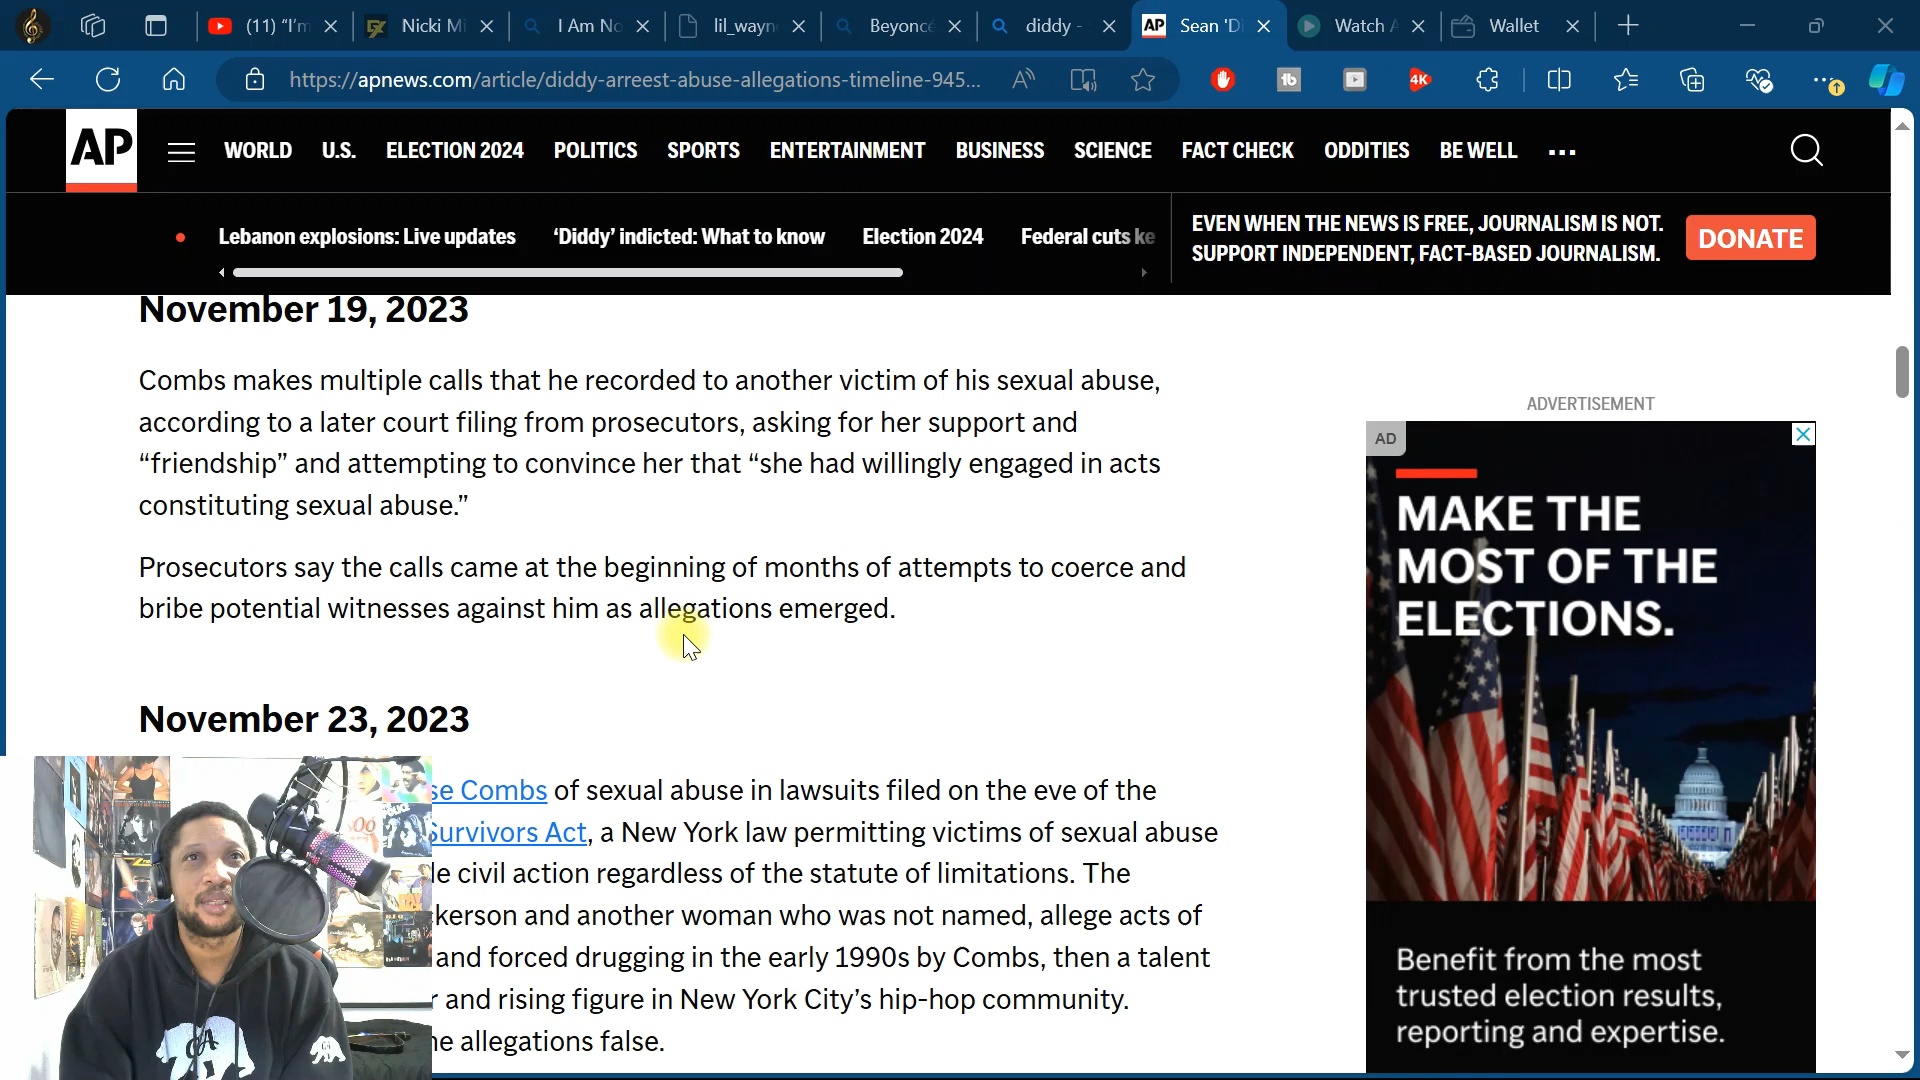 (11) "I'm
Nicki Mi
I Am No
lil_wayn
Beyoncé
diddy -
AP
Sean 'Di
Watch A
Wallet
https://apnews.com/article/diddy-arreest-abuse-allegations-timeline-945...
4K
AP
WORLD U.S. ELECTION 2024 POLITICS SPORTS ENTERTAINMENT BUSINESS SCIENCE FACT CHECK ODDITIES BE WELL ...
Lebanon explosions: Live updates ‘Diddy’ indicted: What to know Election 2024 Federal cuts ke
EVEN WHEN THE NEWS IS FREE, JOURNALISM IS NOT.
SUPPORT INDEPENDENT, FACT-BASED JOURNALISM.
DONATE
November 19, 2023
Combs makes multiple calls that he recorded to another victim of his sexual abuse,
according to a later court filing from prosecutors, asking for her support and
“friendship” and attempting to convince her that “she had willingly engaged in acts
constituting sexual abuse.”
Prosecutors say the calls came at the beginning of months of attempts to coerce and
bribe potential witnesses against him as allegations emerged.
November 23, 2023
se Combs of sexual abuse in lawsuits filed on the eve of the
Survivors Act, a New York law permitting victims of sexual abuse
le civil action regardless of the statute of limitations. The
kerson and another woman who was not named, allege acts of
and forced drugging in the early 1990s by Combs, then a talent
r and rising figure in New York City’s hip-hop community.
he allegations false.
ADVERTISEMENT
AD
MAKE THE
MOST OF THE
ELECTIONS.
Benefit from the most
trusted election results,
reporting and expertise.
CA